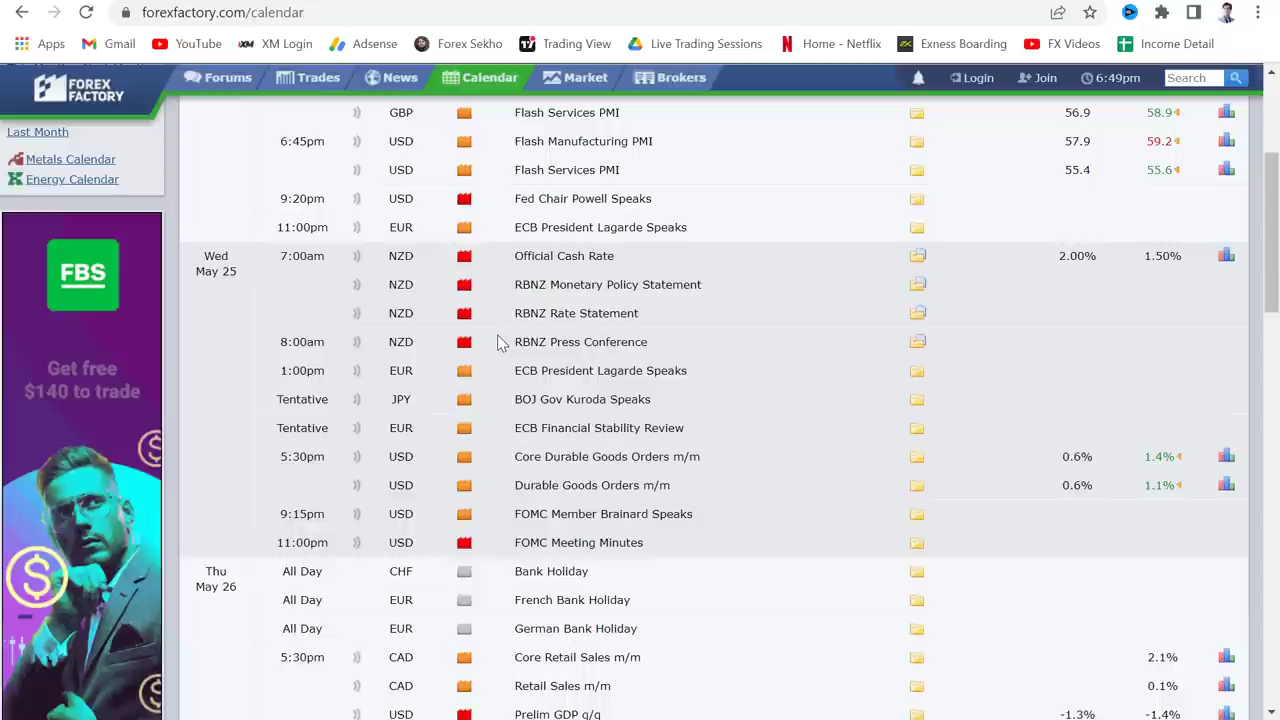 forexfactory.com/calendar
Apps Gmail YouTube XM XM Login Adsense Forex Sekho Trading View Live Trading Sessions Home - Netflix Exness Boarding FX Videos Income Detail
FOREX FACTORY Forums Trades News Calendar Market Brokers Login Join 6:49pm Search
Last Month
Metals Calendar
Energy Calendar
FBS
Get free
$140 to trade
GBP Flash Services PMI 56.9 58.9
6:45pm USD Flash Manufacturing PMI 57.9 59.2
USD Flash Services PMI 55.4 55.6
9:20pm USD Fed Chair Powell Speaks
11:00pm EUR ECB President Lagarde Speaks
Wed May 25 7:00am NZD Official Cash Rate 2.00% 1.50%
NZD RBNZ Monetary Policy Statement
NZD RBNZ Rate Statement
8:00am NZD RBNZ Press Conference
1:00pm EUR ECB President Lagarde Speaks
Tentative JPY BOJ Gov Kuroda Speaks
Tentative EUR ECB Financial Stability Review
5:30pm USD Core Durable Goods Orders m/m 0.6% 1.4%
USD Durable Goods Orders m/m 0.6% 1.1%
9:15pm USD FOMC Member Brainard Speaks
11:00pm USD FOMC Meeting Minutes
Thu May 26 All Day CHF Bank Holiday
All Day EUR French Bank Holiday
All Day EUR German Bank Holiday
5:30pm CAD Core Retail Sales m/m 2.1%
CAD Retail Sales m/m 0.1%
USD Prelim GDP q/q -1.3% -1.4%